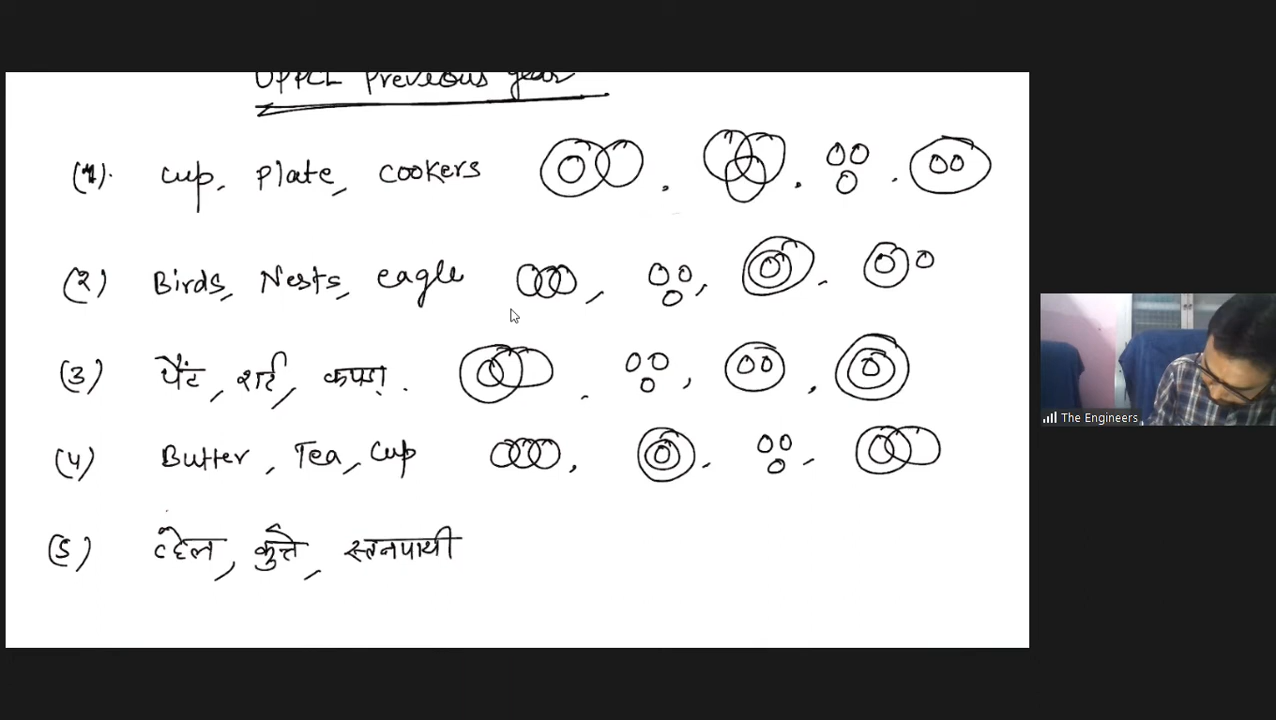 UPPCL Preveous year
(1). Cup, Plate, Cookers
(2) Birds, Nests, eagle
(3) पैंट, शर्ट, कपड़ा.
(4) Butter, Tea, Cup
(5) व्हेल, कुत्ते, स्तनपायी
The Engineers